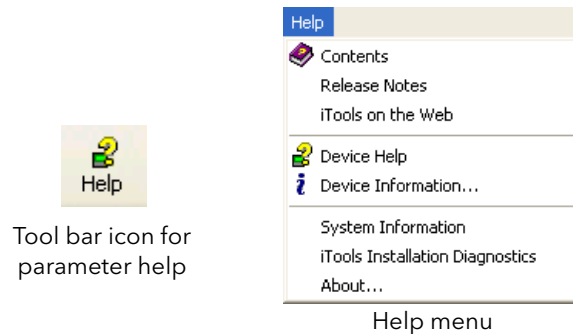 Help
Tool bar icon for
parameter help
Help
Contents
Release Notes
iTools on the Web
Device Help
Device Information...
System Information
iTools Installation Diagnostics
About...
Help menu